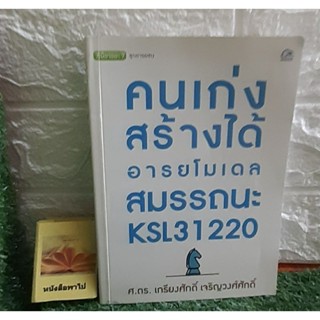 คนเก่ง
สร้างได้
อารยโมเดล
สมรรถนะ
KSL31220
ศ.ดร. เกรียงศักดิ์ เจริญวงศ์ศักดิ์
หนังสือพาไป